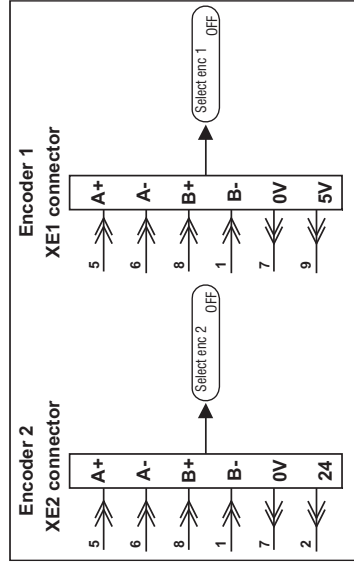 Encoder 2
XE2 connector
5 A+
6 A-
8 B+
1 B-
7 0V
2 24
Select enc 2
OFF
Encoder 1
XE1 connector
5 A+
6 A-
8 B+
1 B-
7 0V
9 5V
Select enc 1
OFF